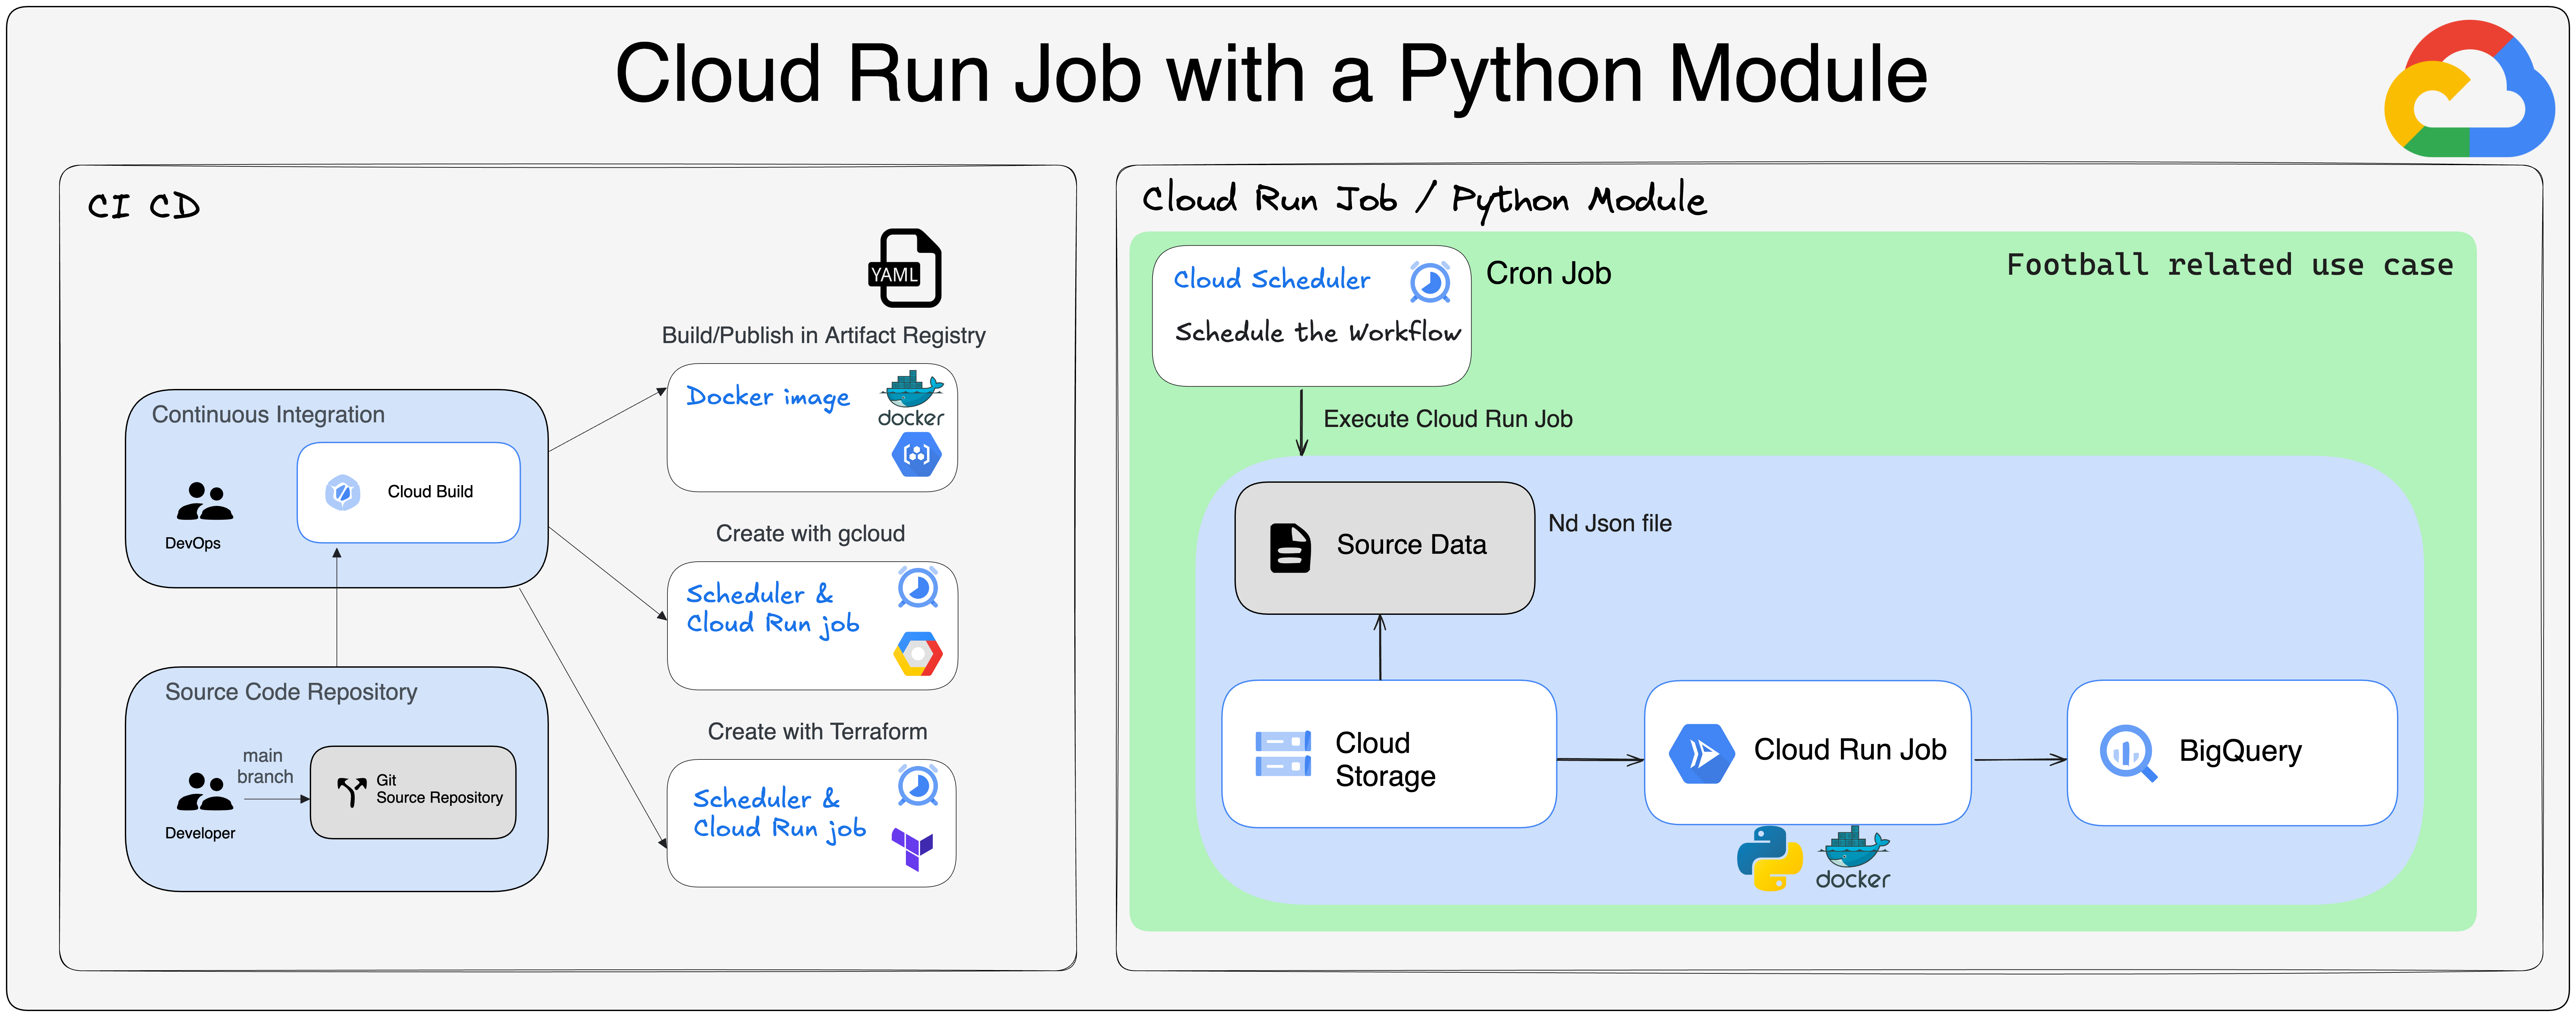 Cloud Run Job with a Python Module
CI CD
YAML
Build/Publish in Artifact Registry
Docker image
docker
Continuous Integration
Cloud Build
DevOps
Create with gcloud
Scheduler &
Cloud Run job
Source Code Repository
main
branch
Git
Source Repository
Developer
Create with Terraform
Scheduler &
Cloud Run job
Cloud Run Job / Python Module
Football related use case
Cloud Scheduler
Schedule the Workflow
Cron Job
Execute Cloud Run Job
Source Data
Nd Json file
Cloud
Storage
Cloud Run Job
docker
BigQuery